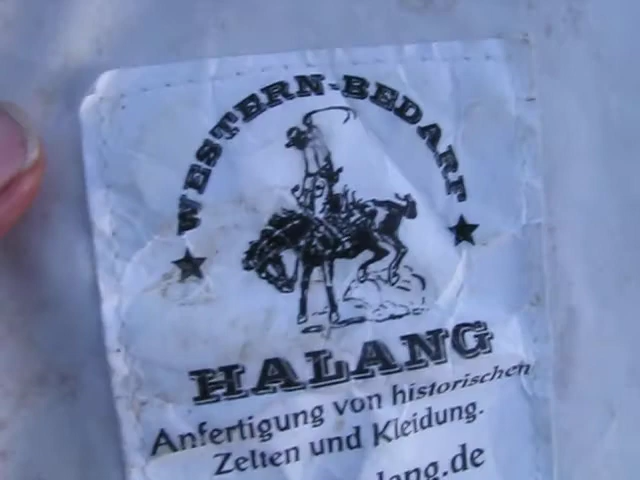 WESTERN-BEDARF
HALANG
Anfertigung von historischen
Zelten und Kleidung.
lang.de